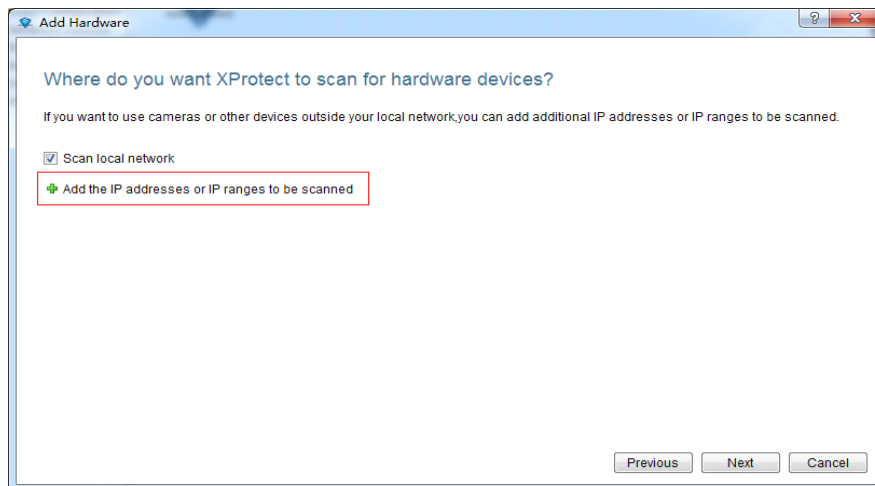 Add Hardware
?
Where do you want XProtect to scan for hardware devices?
If you want to use cameras or other devices outside your local network,you can add additional IP addresses or IP ranges to be scanned.
Scan local network
Add the IP addresses or IP ranges to be scanned
Previous Next Cancel